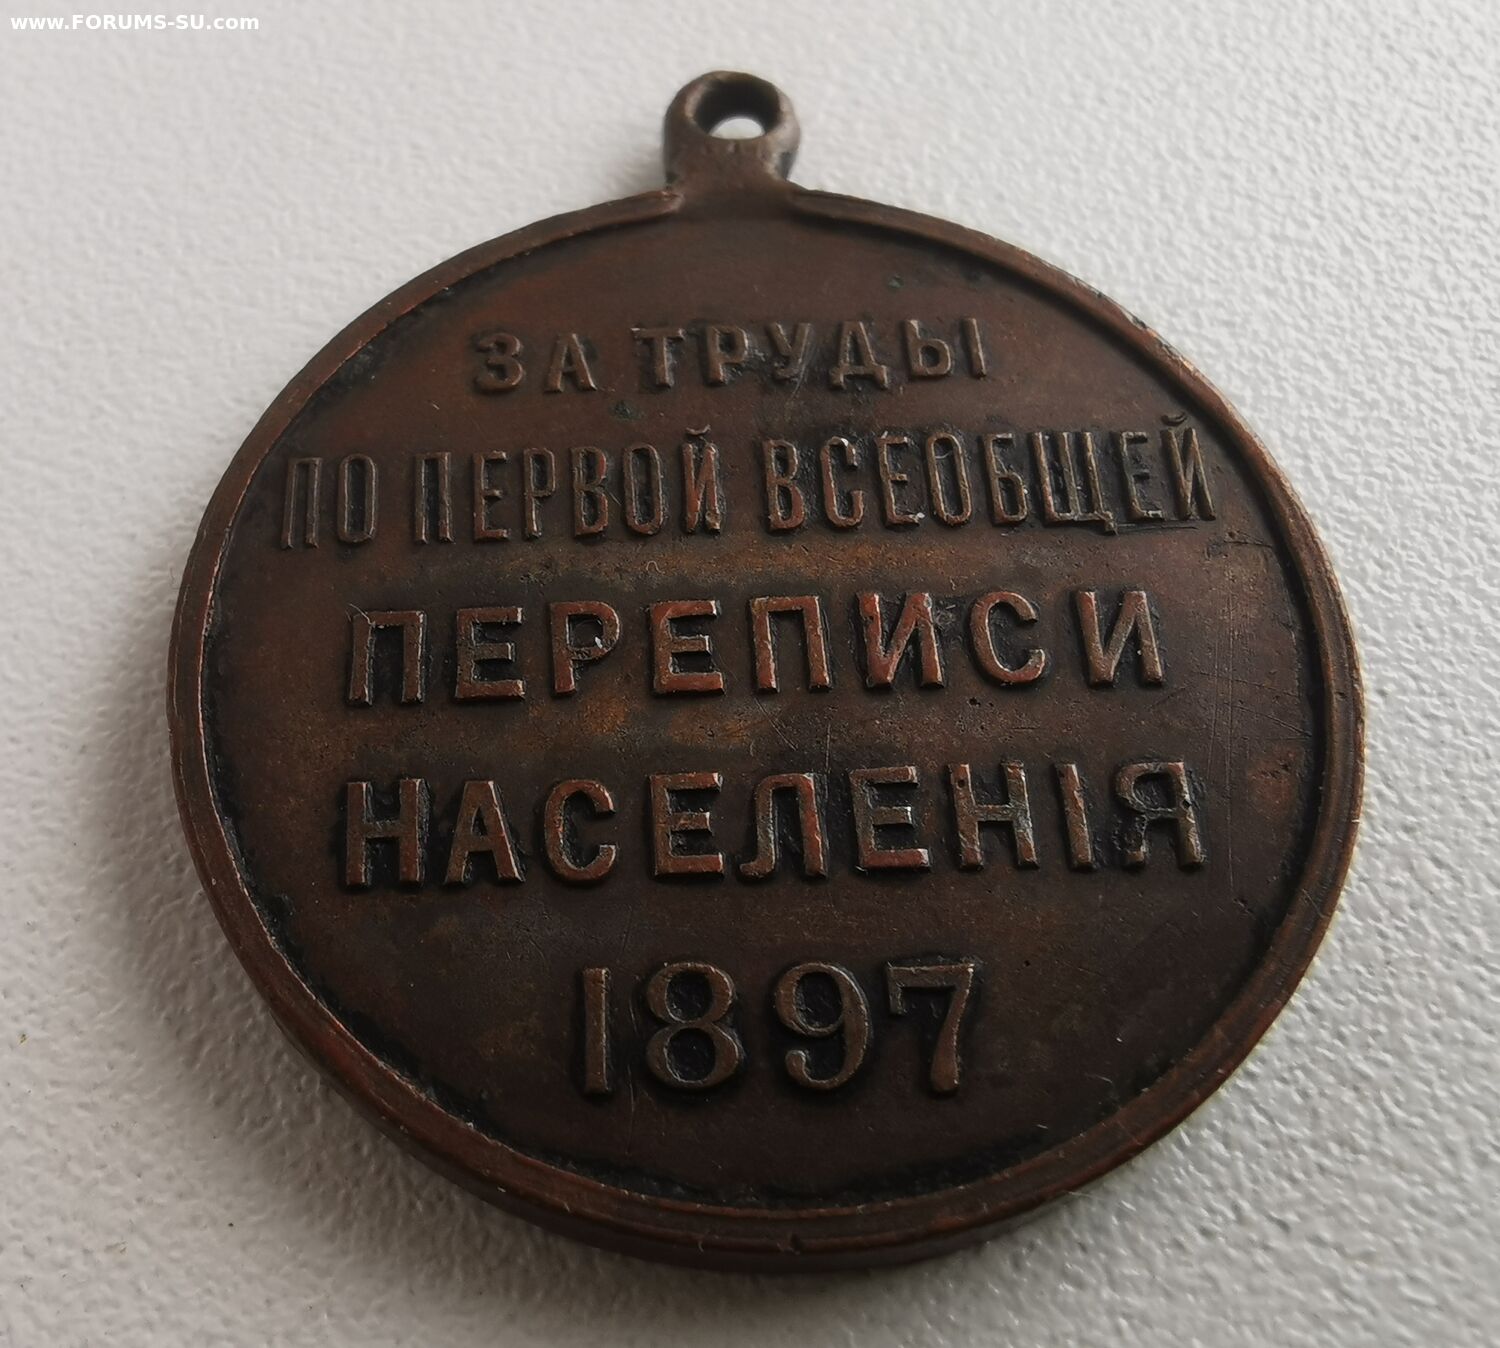 www.FORUMS-SU.com
ЗА ТРУДЫ
ПО ПЕРВОЙ ВСЕОБЩЕЙ
ПЕРЕПИСИ
НАСЕЛЕНІЯ
1897